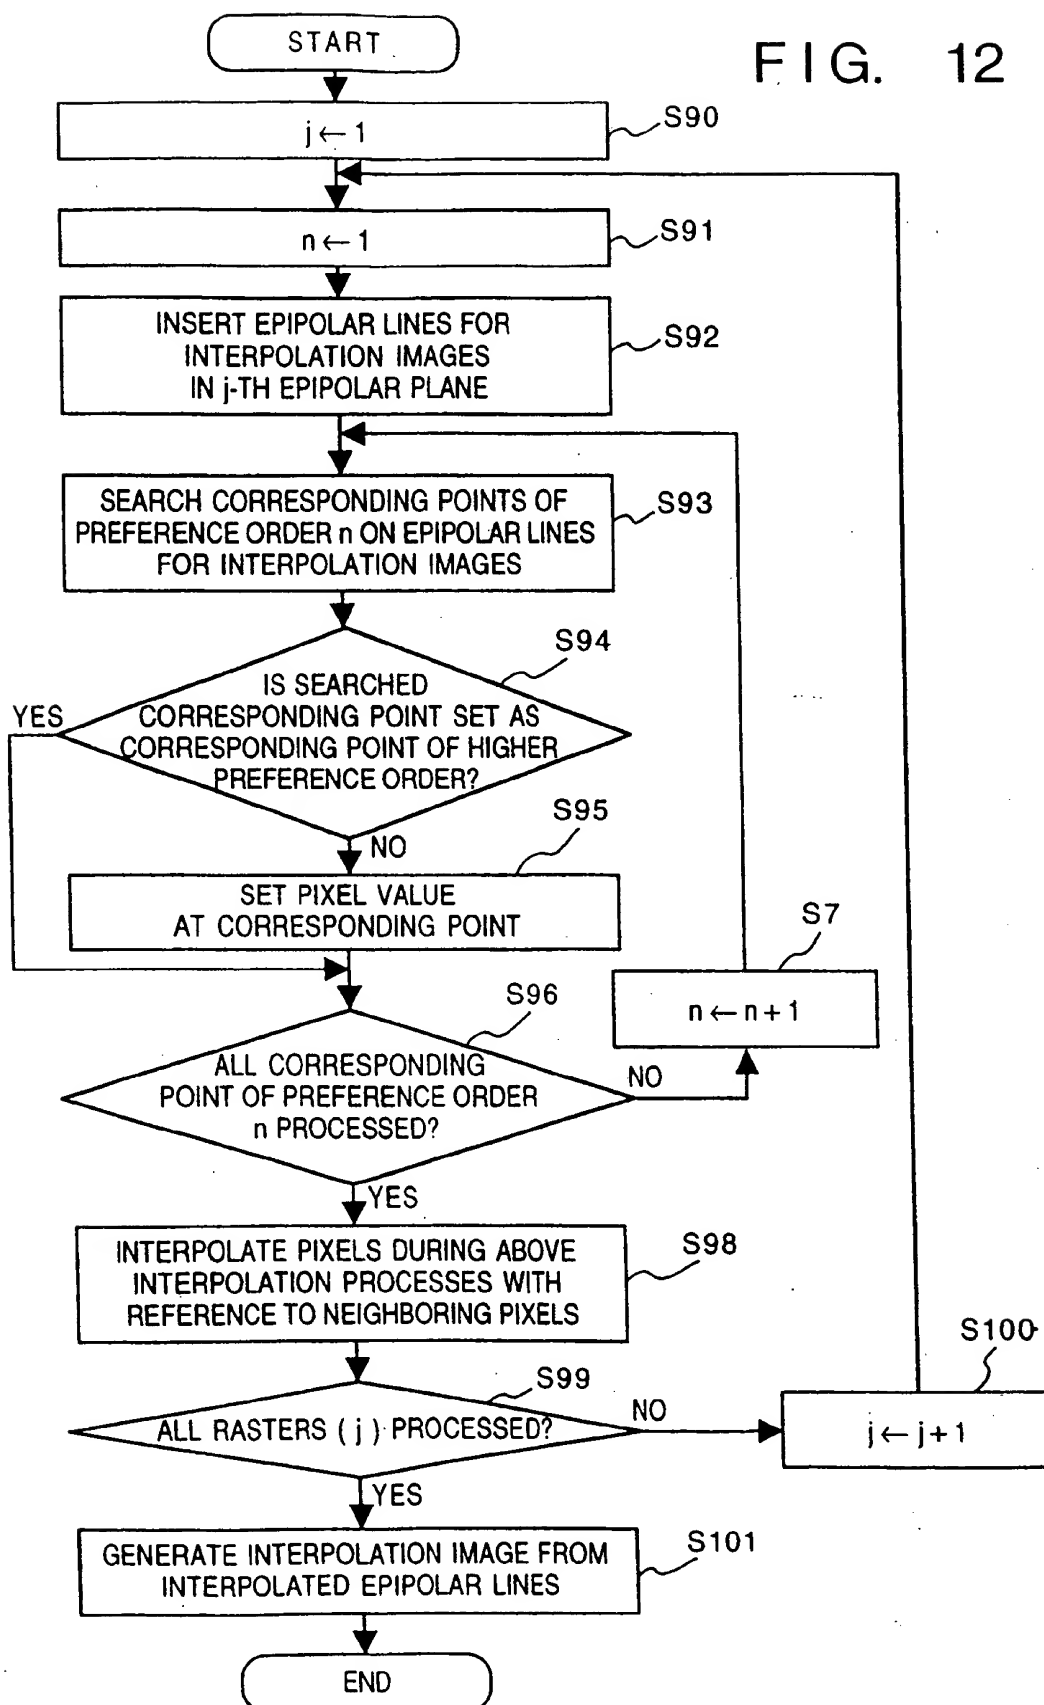 START
FIG. 12
j ← 1
S90
n ← 1
S91
INSERT EPIPOLAR LINES FOR
INTERPOLATION IMAGES
IN j-TH EPIPOLAR PLANE
S92
SEARCH CORRESPONDING POINTS OF
PREFERENCE ORDER n ON EPIPOLAR LINES
FOR INTERPOLATION IMAGES
S93
S94
IS SEARCHED
CORRESPONDING POINT SET AS
CORRESPONDING POINT OF HIGHER
PREFERENCE ORDER?
YES
NO
S95
SET PIXEL VALUE
AT CORRESPONDING POINT
S7
n ← n + 1
S96
ALL CORRESPONDING
POINT OF PREFERENCE ORDER
n PROCESSED?
NO
YES
INTERPOLATE PIXELS DURING ABOVE
INTERPOLATION PROCESSES WITH
REFERENCE TO NEIGHBORING PIXELS
S98
S99
ALL RASTERS ( j ) PROCESSED?
NO
S100
j ← j + 1
YES
GENERATE INTERPOLATION IMAGE FROM
INTERPOLATED EPIPOLAR LINES
S101
END